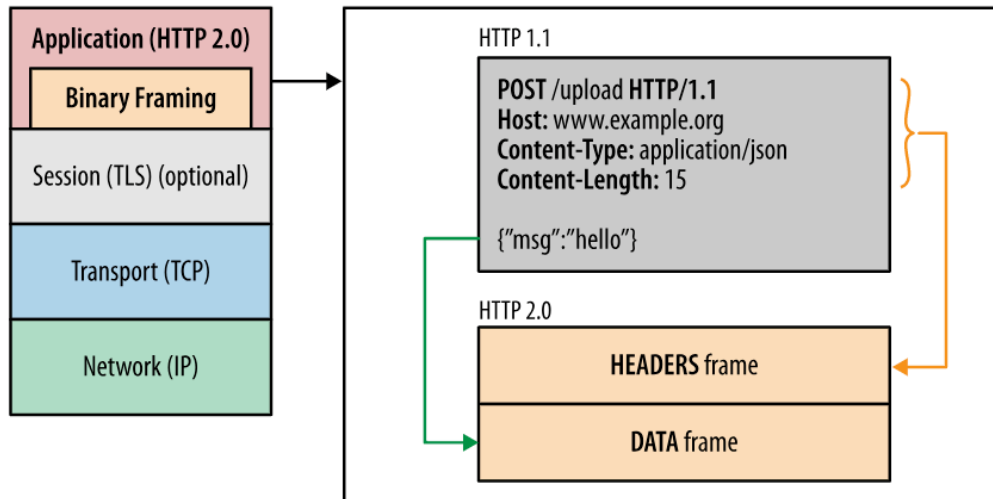 Application (HTTP 2.0)
Binary Framing
Session (TLS) (optional)
Transport (TCP)
Network (IP)
HTTP 1.1
POST /upload HTTP/1.1
Host: www.example.org
Content-Type: application/json
Content-Length: 15
{”msg”:”hello”}
HTTP 2.0
HEADERS frame
DATA frame